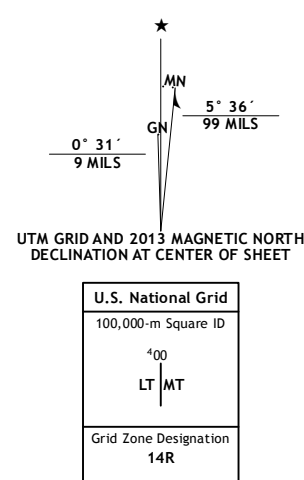 ★
MN
5° 36´
99 MILS
GN
0° 31´
9 MILS
UTM GRID AND 2013 MAGNETIC NORTH
DECLINATION AT CENTER OF SHEET
U.S. National Grid
100,000-m Square ID
⁴00
LT MT
Grid Zone Designation
14R